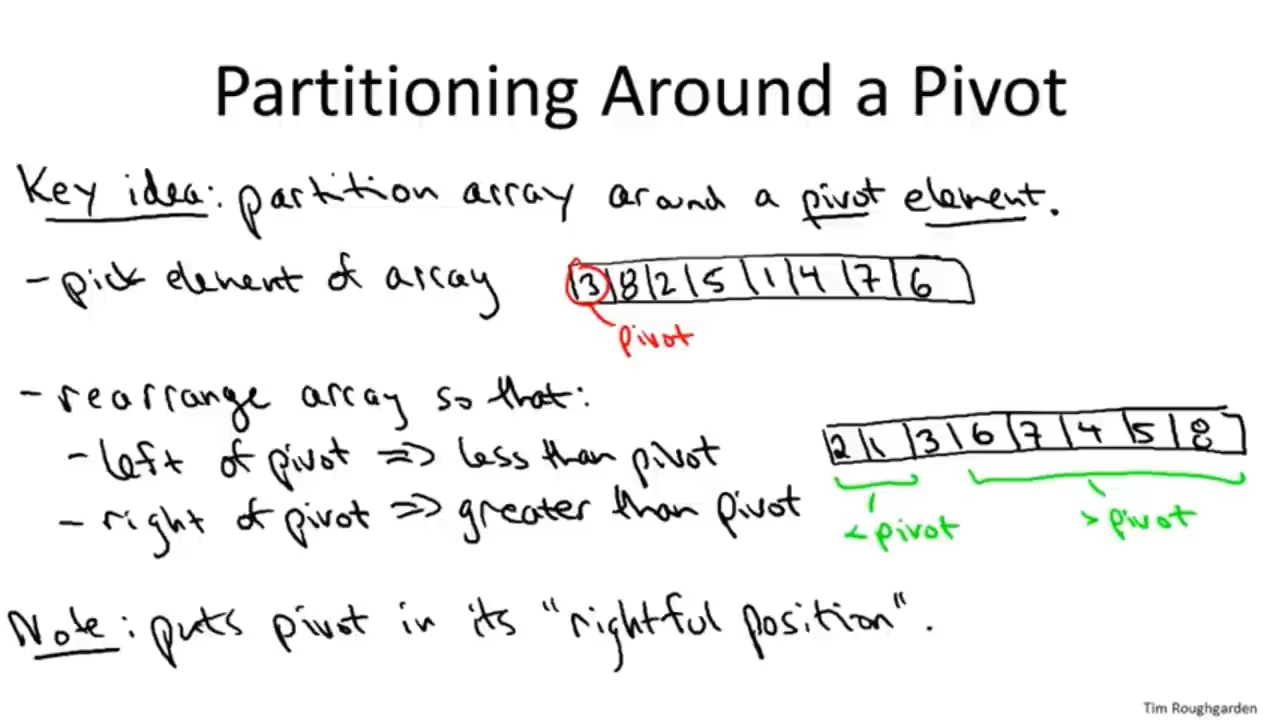 Partitioning Around a Pivot
Key idea: partition array around a pivot element.
- pick element of array
3 | 8 | 2 | 5 | 1 | 4 | 7 | 6
pivot
- rearrange array so that:
- left of pivot => less than pivot
2 | 1 | 3 | 6 | 7 | 4 | 5 | 8
- right of pivot => greater than pivot
< pivot
> pivot
Note: puts pivot in its "rightful position".
Tim Roughgarden